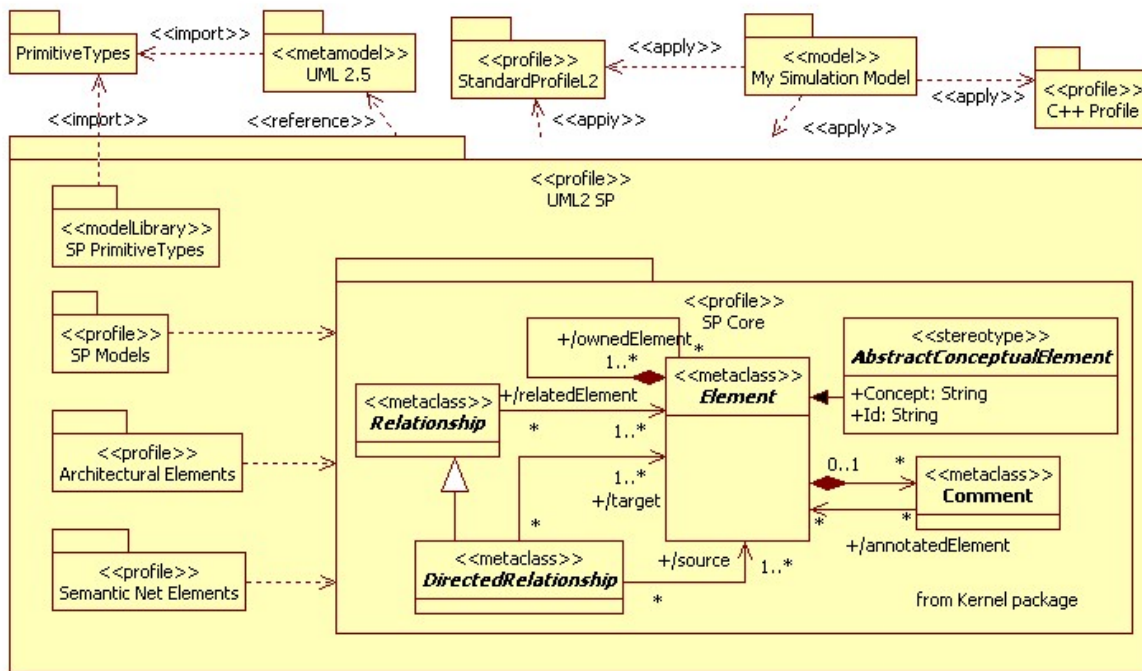 PrimitiveTypes
<<import>>
<<metamodel>>
UML 2.5
<<profile>>
StandardProfileL2
<<apply>>
<<model>>
My Simulation Model
<<apply>>
<<profile>>
C++ Profile
<<import>>
<<reference>>
<<appiy>>
<<apply>>
<<profile>>
UML2 SP
<<modelLibrary>>
SP PrimitiveTypes
<<profile>>
SP Models
<<profile>>
Architectural Elements
<<profile>>
Semantic Net Elements
<<profile>>
SP Core
+/ownedElement
*
1..*
<<stereotype>>
AbstractConceptualElement
+Concept: String
+Id: String
<<metaclass>>
Element
<<metaclass>>
Relationship
+/relatedElement
*
1..*
1..*
+/target
*
0..1
*
<<metaclass>>
Comment
*
*
+/annotatedElement
<<metaclass>>
DirectedRelationship
+/source
1..*
*
from Kernel package